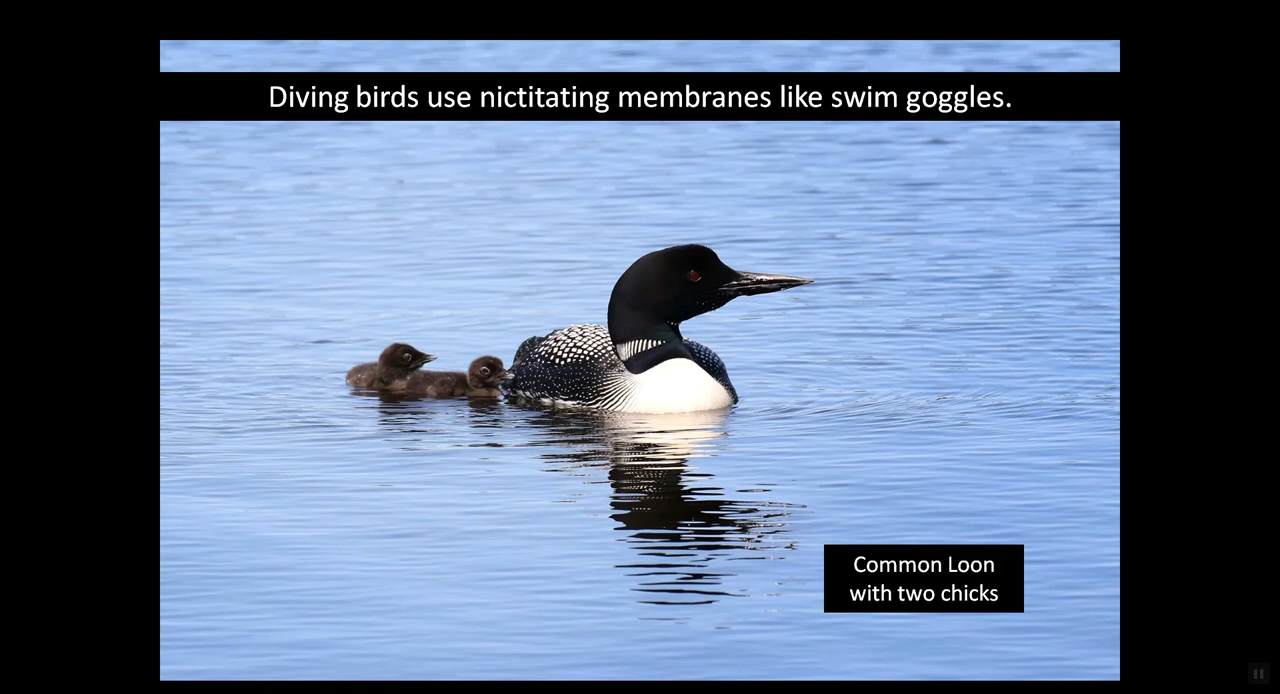 Diving birds use nictitating membranes like swim goggles.
Common Loon
with two chicks